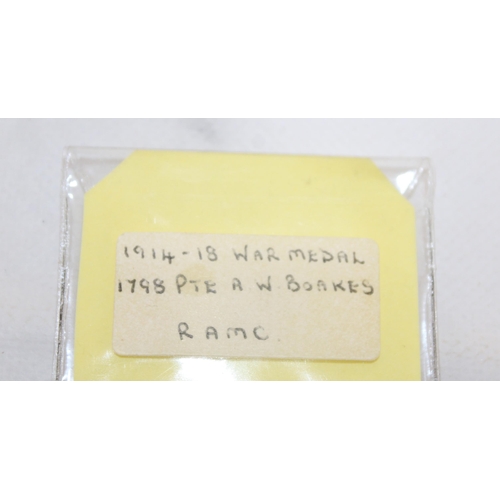 1914-18 WAR MEDAL
1798 PTE A W. BOAKES
RAMC.